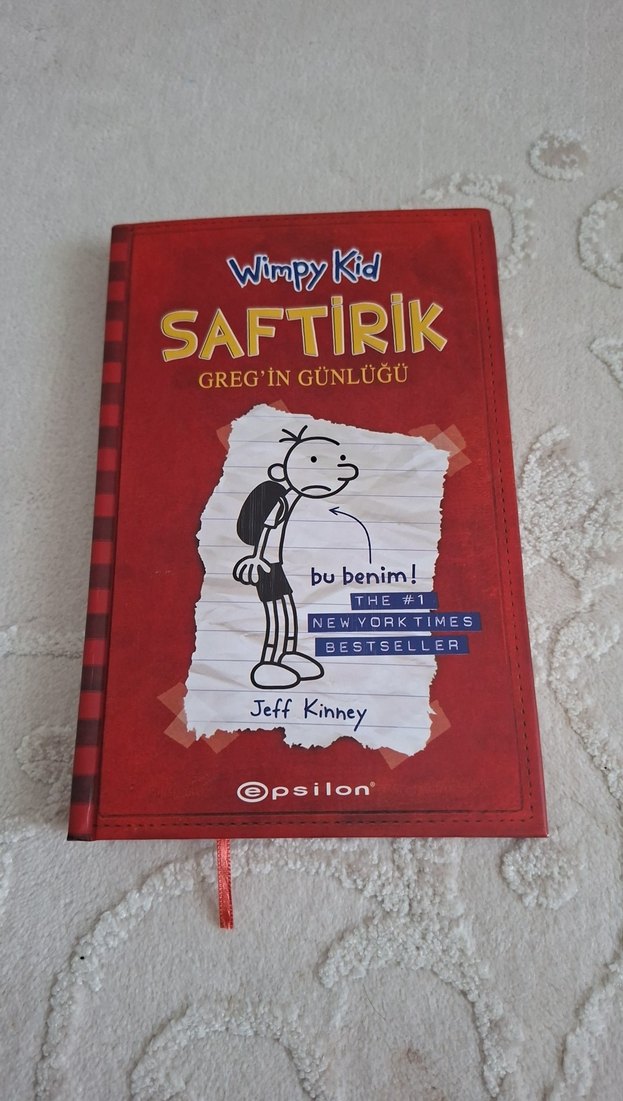 Wimpy Kid
SAFTİRİK
GREG'İN GÜNLÜĞÜ
bu benim!
THE #1
NEW YORK TIMES
BESTSELLER
Jeff Kinney
epsilon®